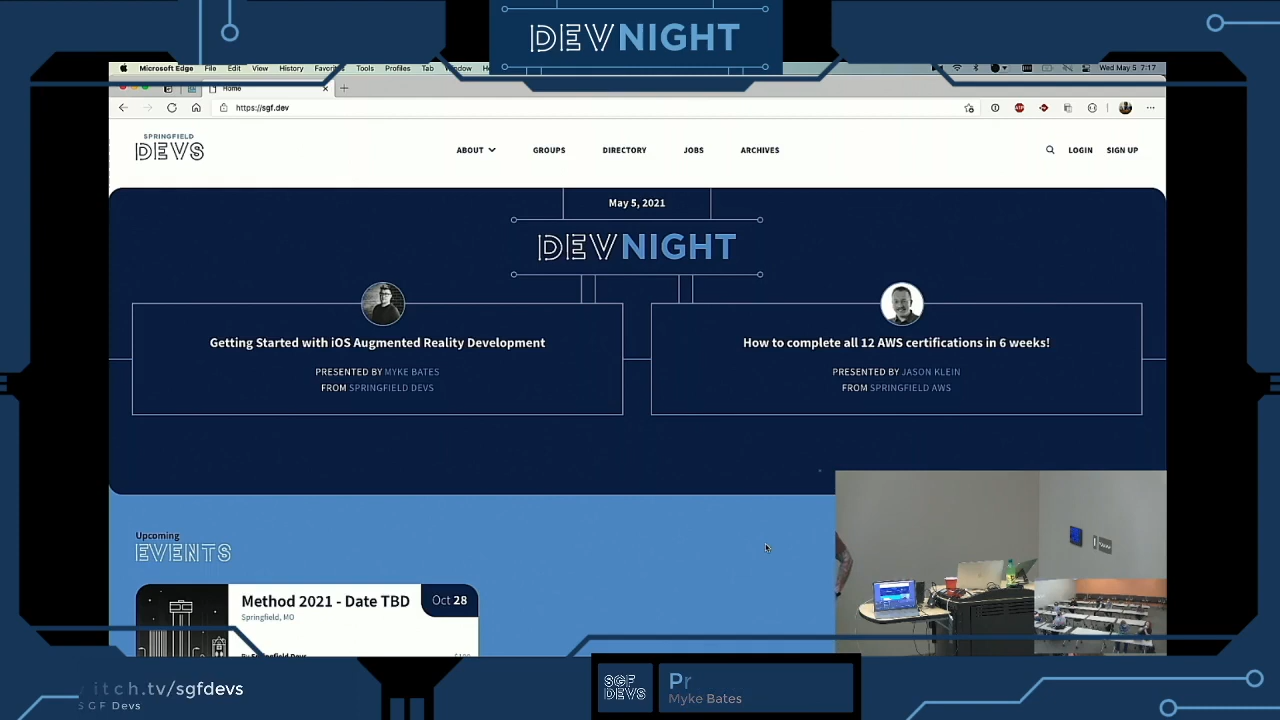 DEVNIGHT
Microsoft Edge File Edit View History Tools Profiles Tab Window
Wed May 5 7:17
Home
https://sgf.dev
SPRINGFIELD
DEVS
ABOUT GROUPS DIRECTORY JOBS ARCHIVES
LOGIN SIGN UP
May 5, 2021
DEVNIGHT
Getting Started with iOS Augmented Reality Development
PRESENTED BY MYKE BATES
FROM SPRINGFIELD DEVS
How to complete all 12 AWS certifications in 6 weeks!
PRESENTED BY JASON KLEIN
FROM SPRINGFIELD AWS
Upcoming
EVENTS
Method 2021 - Date TBD
Oct 28
Springfield, MO
By Springfield Devs
itch.tv/sgfdevs
SGF Devs
SGF
DEVS
Pr
Myke Bates